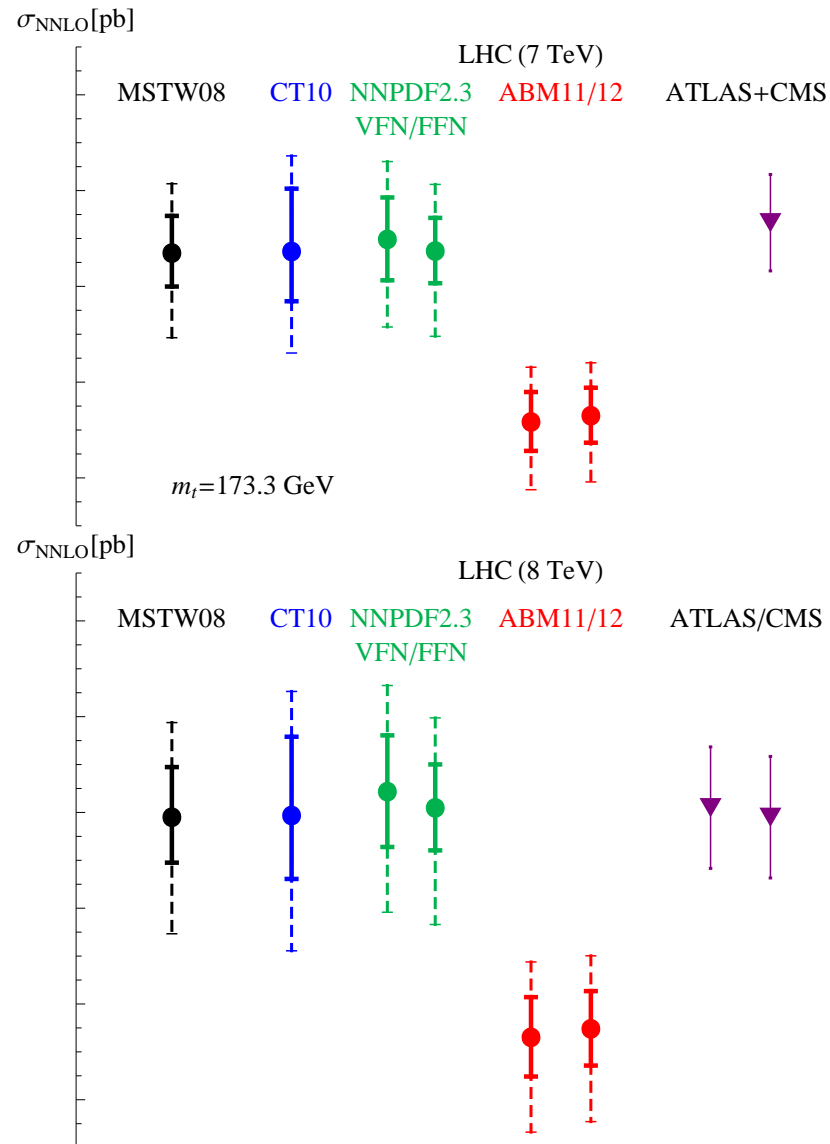 σNNLO[pb]
LHC (7 TeV)
MSTW08 CT10 NNPDF2.3 ABM11/12 ATLAS+CMS
VFN/FFN
mt=173.3 GeV
σNNLO[pb]
LHC (8 TeV)
MSTW08 CT10 NNPDF2.3 ABM11/12 ATLAS/CMS
VFN/FFN